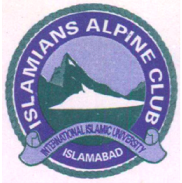 ISLAMIANS ALPINE CLUB
INTERNATIONAL ISLAMIC UNIVERSITY
ISLAMABAD